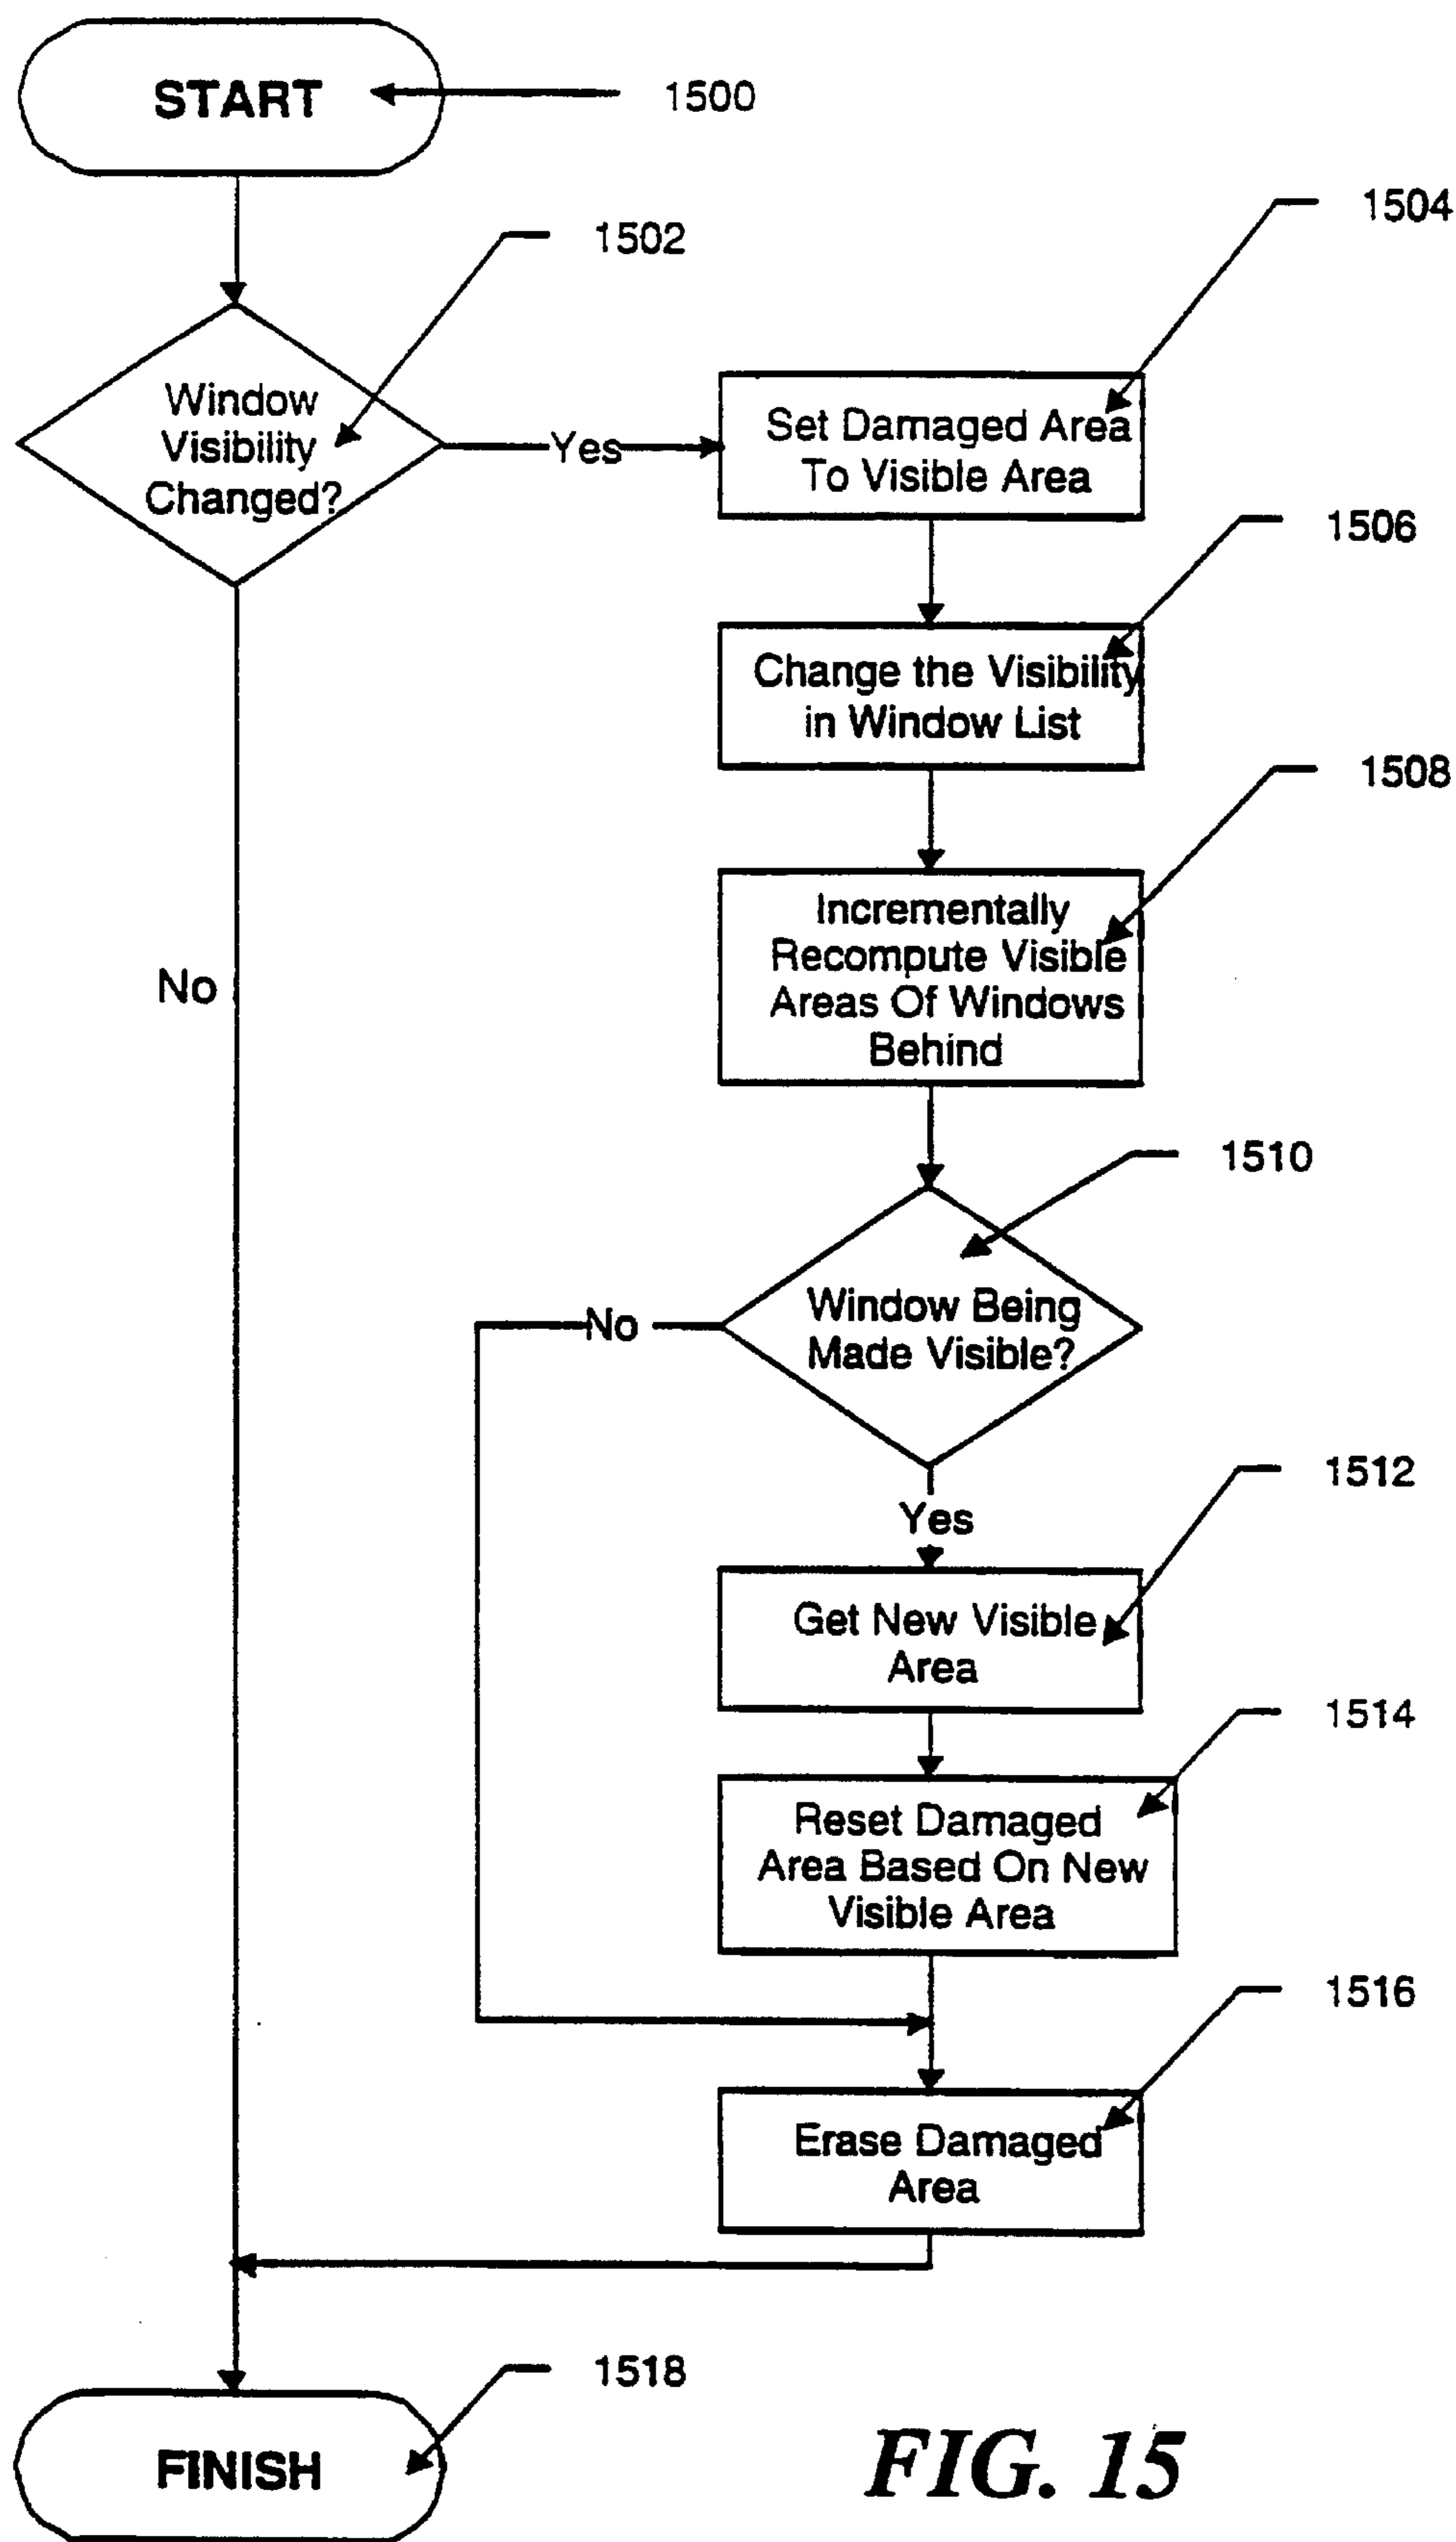 START
1500
1502
1504
Window
Visibility
Changed?
Yes
Set Damaged Area
To Visible Area
1506
Change the Visibility
in Window List
1508
Incrementally
Recompute Visible
Areas Of Windows
Behind
No
1510
Window Being
Made Visible?
No
Yes
1512
Get New Visible
Area
1514
Reset Damaged
Area Based On New
Visible Area
1516
Erase Damaged
Area
1518
FINISH
FIG. 15